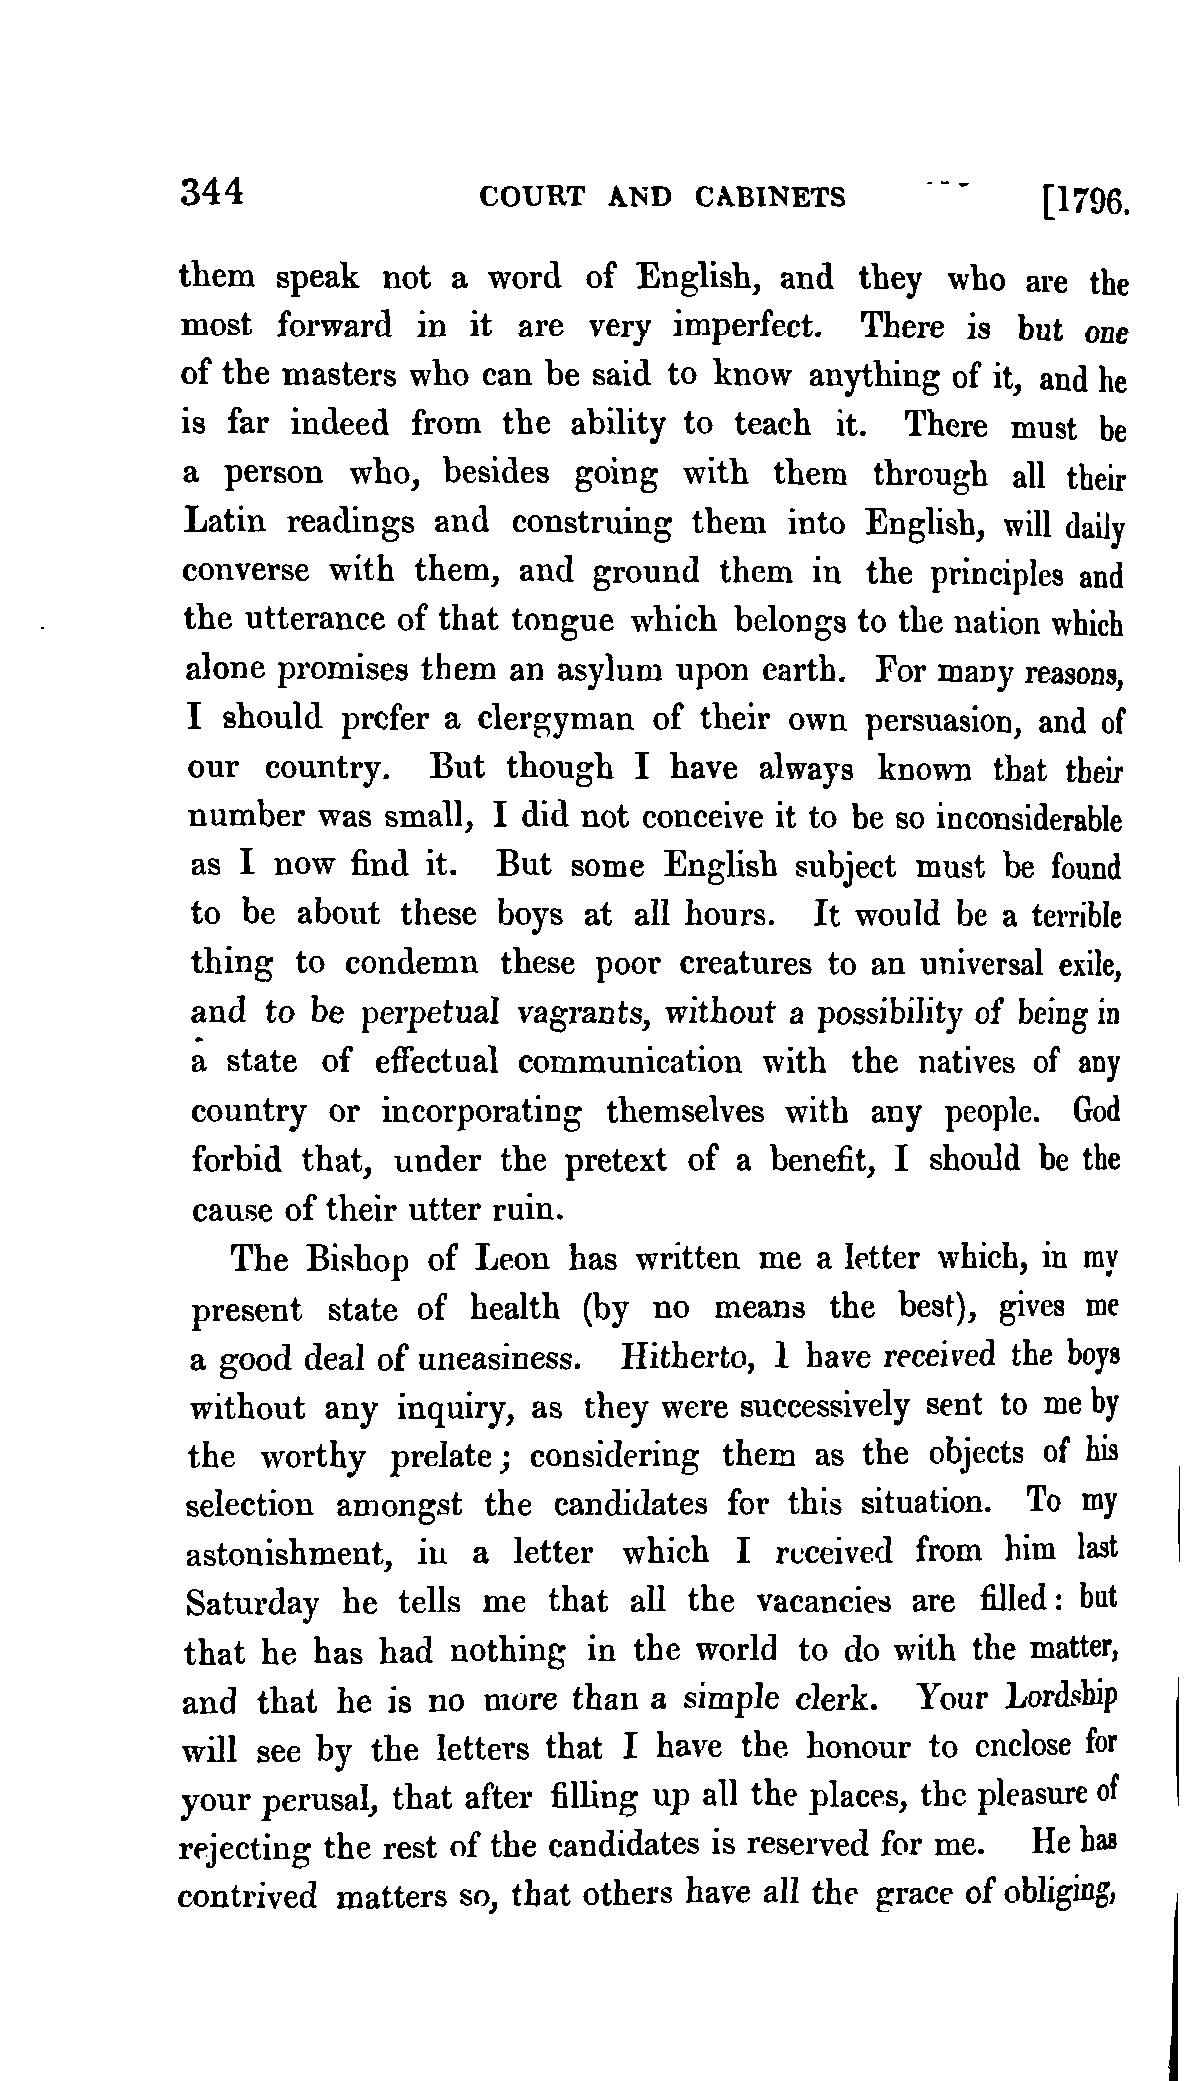 344 COURT AND CABINETS [1796.
them speak not a word of English, and they who are the
most forward in it are very imperfect. There is but one
of the masters who can be said to know anything of it, and he
is far indeed from the ability to teach it. There must be
a person who, besides going with them through all their
Latin readings and construing them into English, will daily
converse with them, and ground them in the principles and
the utterance of that tongue which belongs to the nation which
alone promises them an asylum upon earth. For many reasons,
I should prefer a clergyman of their own persuasion, and of
our country. But though I have always known that their
number was small, I did not conceive it to be so inconsiderable
as I now find it. But some English subject must be found
to be about these boys at all hours. It would be a terrible
thing to condemn these poor creatures to an universal exile,
and to be perpetual vagrants, without a possibility of being in
a state of effectual communication with the natives of any
country or incorporating themselves with any people. God
forbid that, under the pretext of a benefit, I should be the
cause of their utter ruin.
The Bishop of Leon has written me a letter which, in my
present state of health (by no means the best), gives me
a good deal of uneasiness. Hitherto, I have received the boys
without any inquiry, as they were successively sent to me by
the worthy prelate; considering them as the objects of his
selection amongst the candidates for this situation. To my
astonishment, in a letter which I received from him last
Saturday he tells me that all the vacancies are filled: but
that he has had nothing in the world to do with the matter,
and that he is no more than a simple clerk. Your Lordship
will see by the letters that I have the honour to enclose for
your perusal, that after filling up all the places, the pleasure of
rejecting the rest of the candidates is reserved for me. He has
contrived matters so, that others have all the grace of obliging,